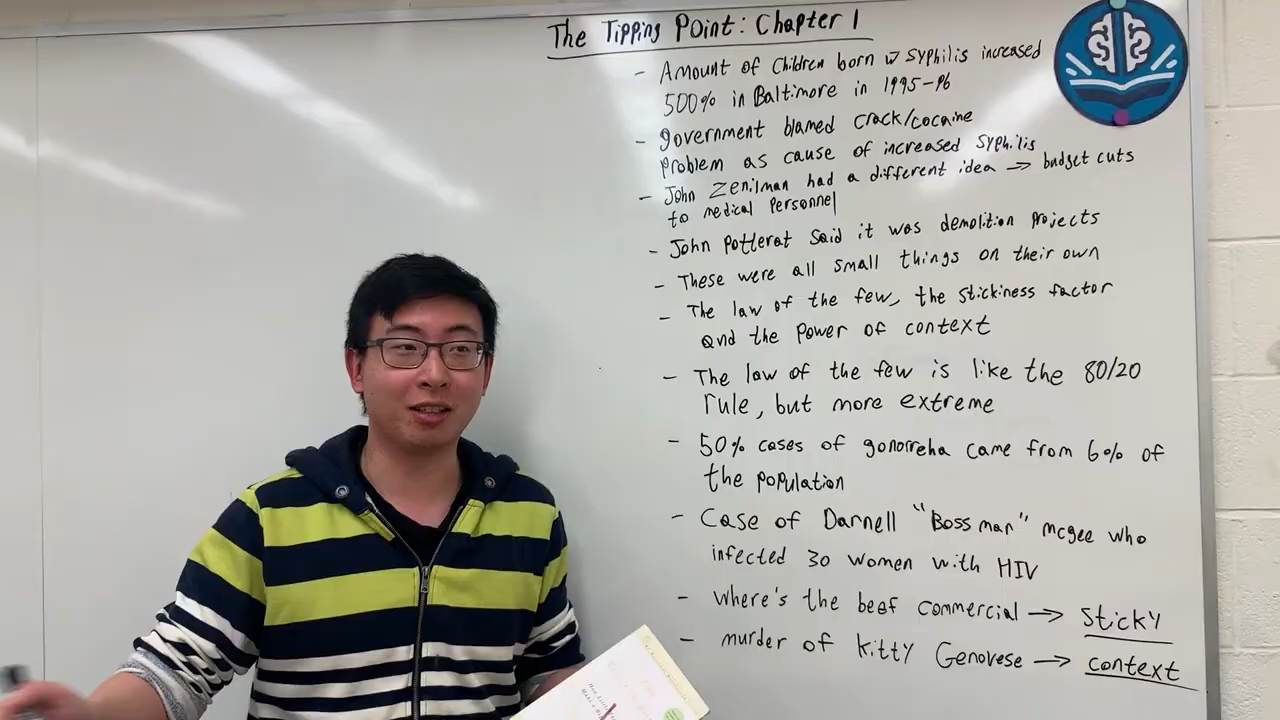 The Tipping Point: Chapter 1
- Amount of Children born w syphilis increased
500% in Baltimore in 1995-96
- government blamed crack/cocaine
problem as cause of increased syphilis
- John Zenilman had a different idea → budget cuts
to medical personnel
- John Potterat said it was demolition projects
- These were all small things on their own
- The law of the few, the stickiness factor
and the power of context
- The law of the few is like the 80/20
rule, but more extreme
- 50% cases of gonorreha came from 6% of
the population
- Case of Darnell "Boss man" mcgee who
infected 30 women with HIV
- where's the beef commercial → sticky
- murder of kitty Genovese → context